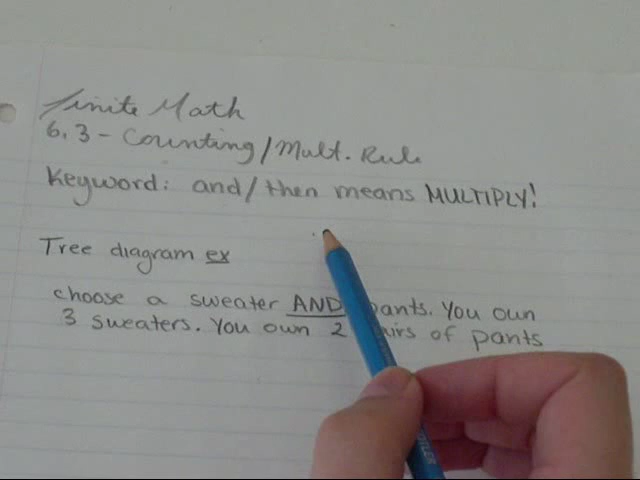 Finite Math
6.3 - Counting/Mult. Rule
Keyword: and/then means MULTIPLY!
Tree diagram ex
choose a sweater AND pants. You own
3 sweaters. You own 2 pairs of pants